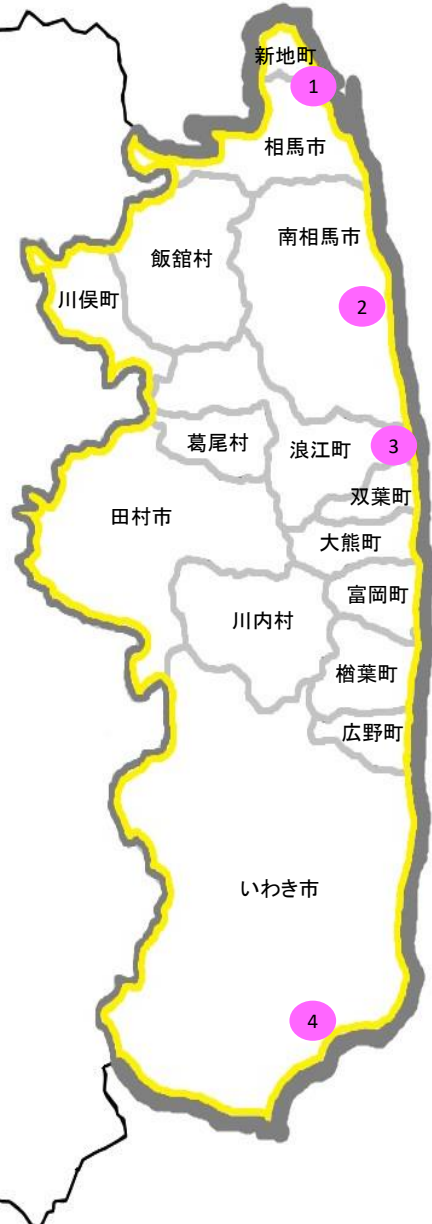 新地町
1
相馬市
南相馬市
飯舘村
川俣町
2
葛尾村
浪江町
3
双葉町
田村市
大熊町
富岡町
川内村
楢葉町
広野町
いわき市
4